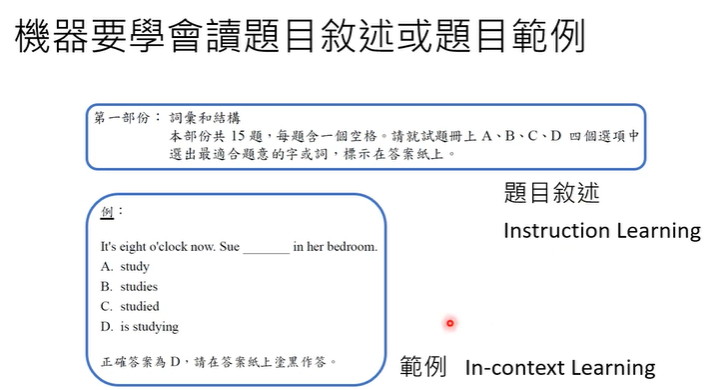 機器要學會讀題目敘述或題目範例
第一部份： 詞彙和結構
本部份共 15 題，每題含一個空格。請就試題冊上 A、B、C、D 四個選項中
選出最適合題意的字或詞，標示在答案紙上。
題目敘述
Instruction Learning
例：
It's eight o'clock now. Sue _______ in her bedroom.
A. study
B. studies
C. studied
D. is studying
正確答案為 D，請在答案紙上塗黑作答。
範例 In-context Learning